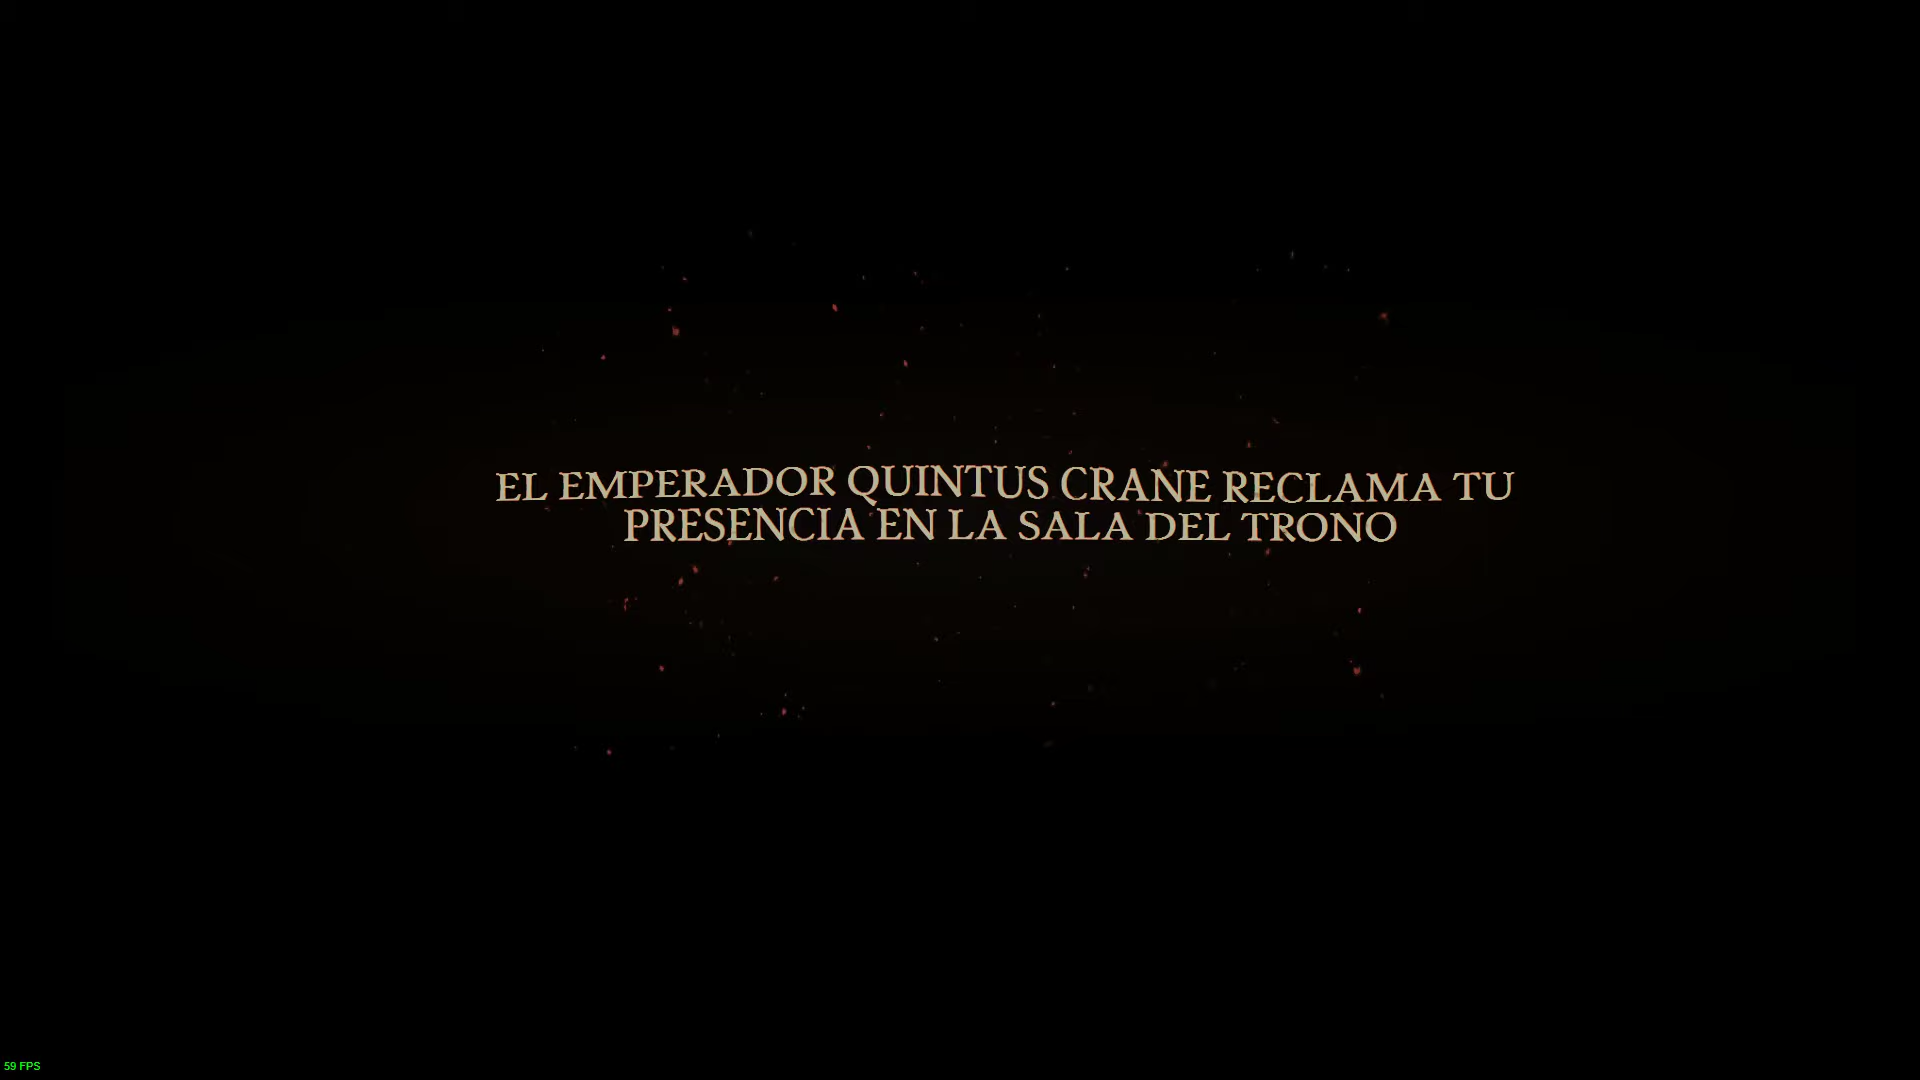 EL EMPERADOR QUINTUS CRANE RECLAMA TU
PRESENCIA EN LA SALA DEL TRONO
59 FPS